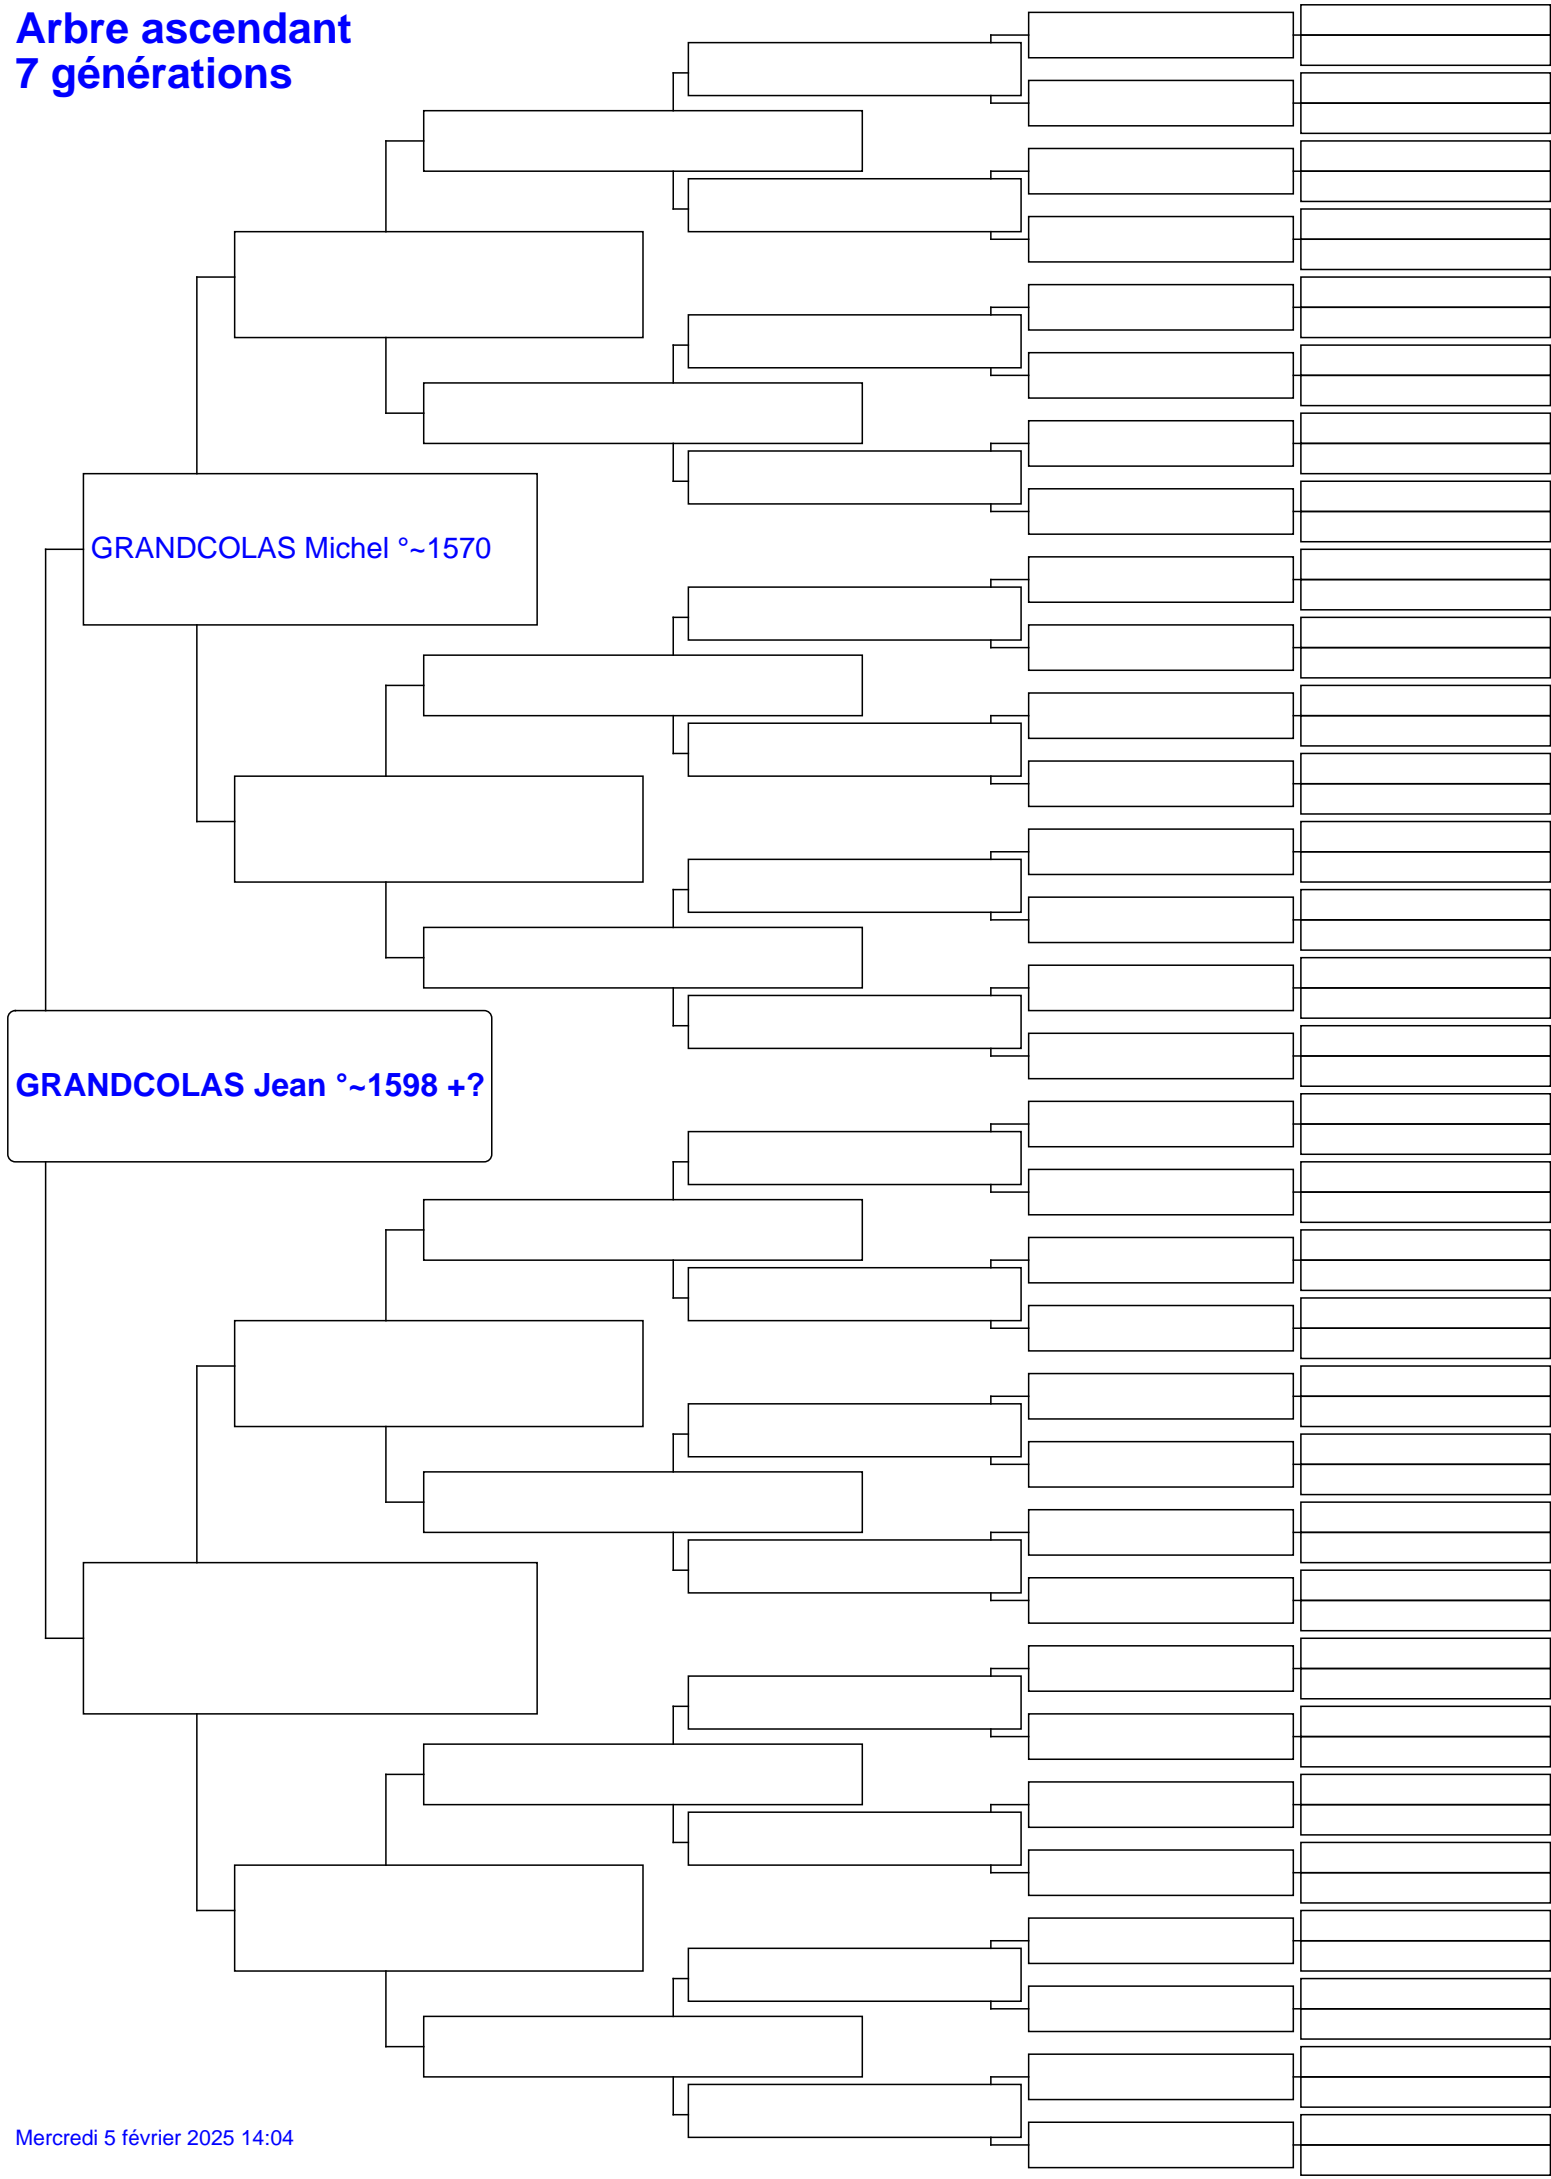 Arbre ascendant
7 générations
GRANDCOLAS Michel °~1570
GRANDCOLAS Jean °~1598 +?
Mercredi 5 février 2025 14:04